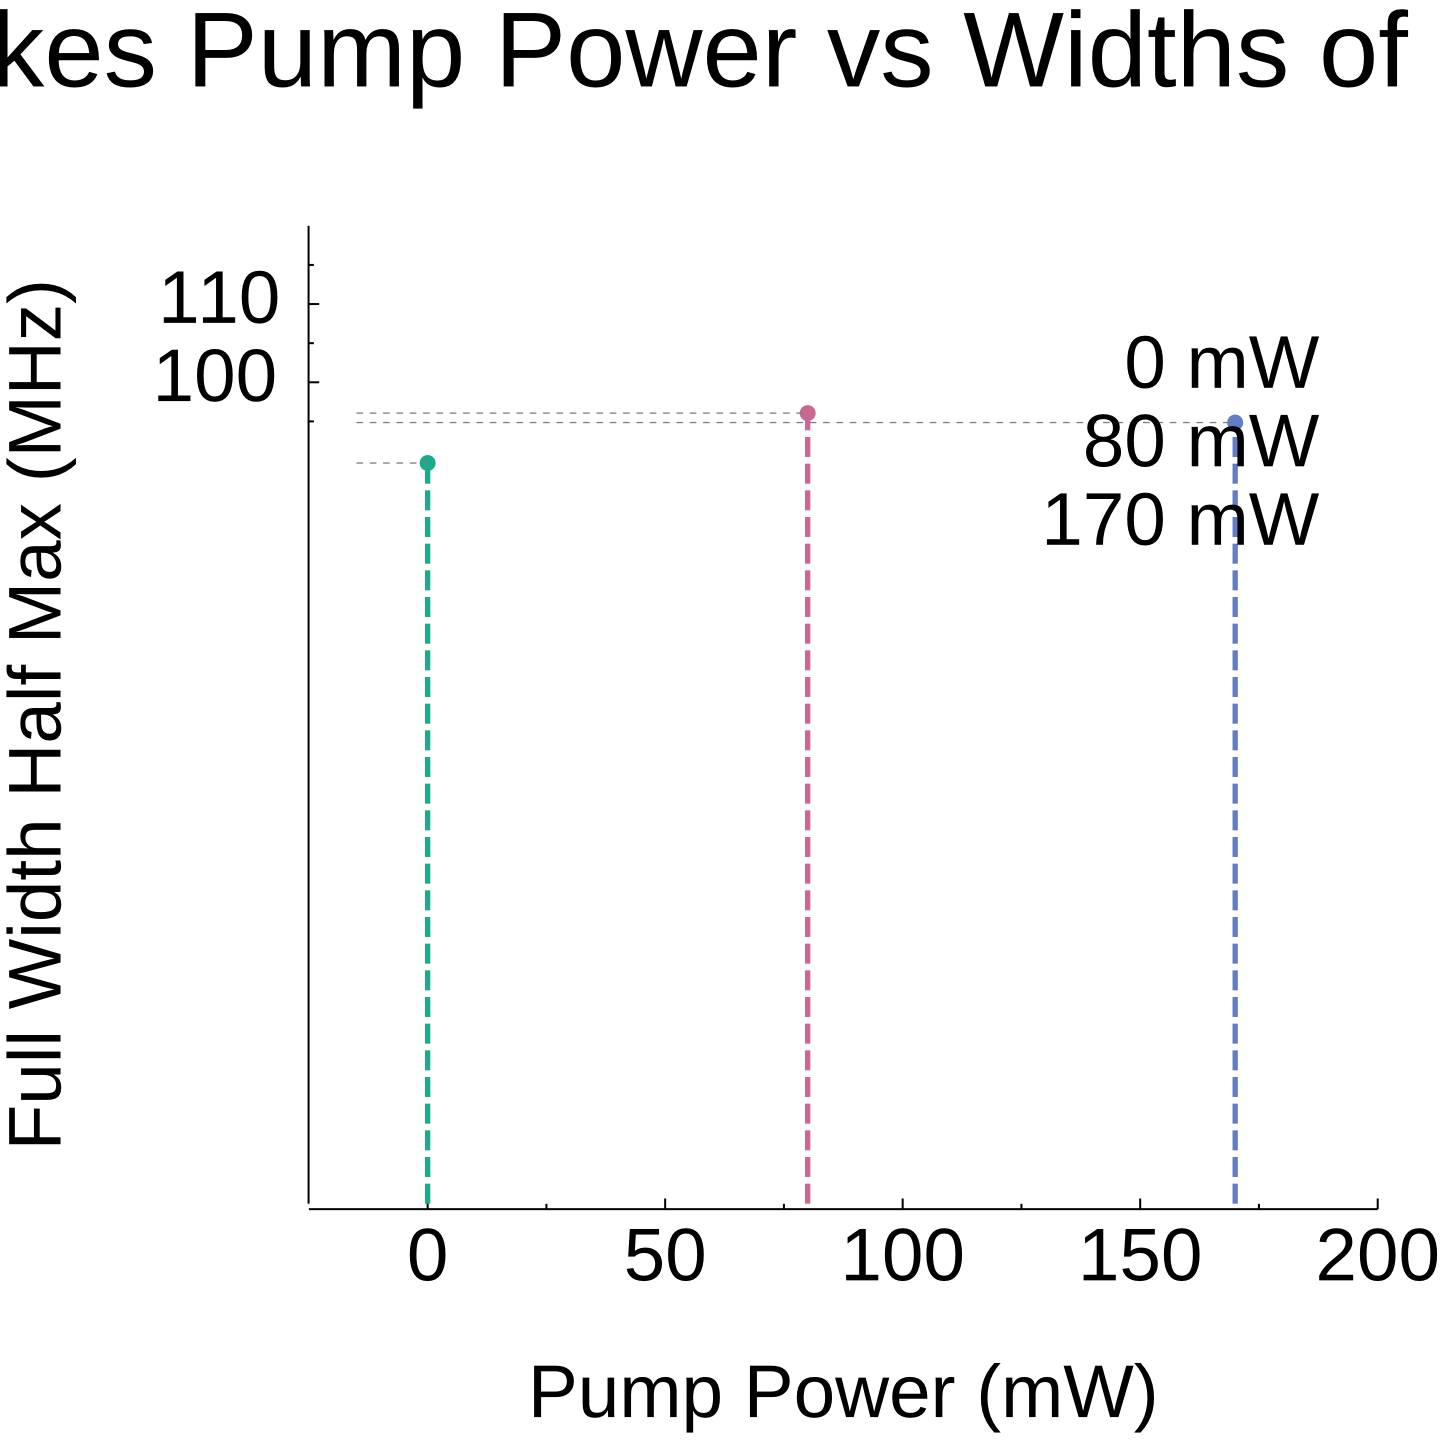 kes Pump Power vs Widths of
Full Width Half Max (MHz)
110
100
0 mW
80 mW
170 mW
0 50 100 150 200
Pump Power (mW)